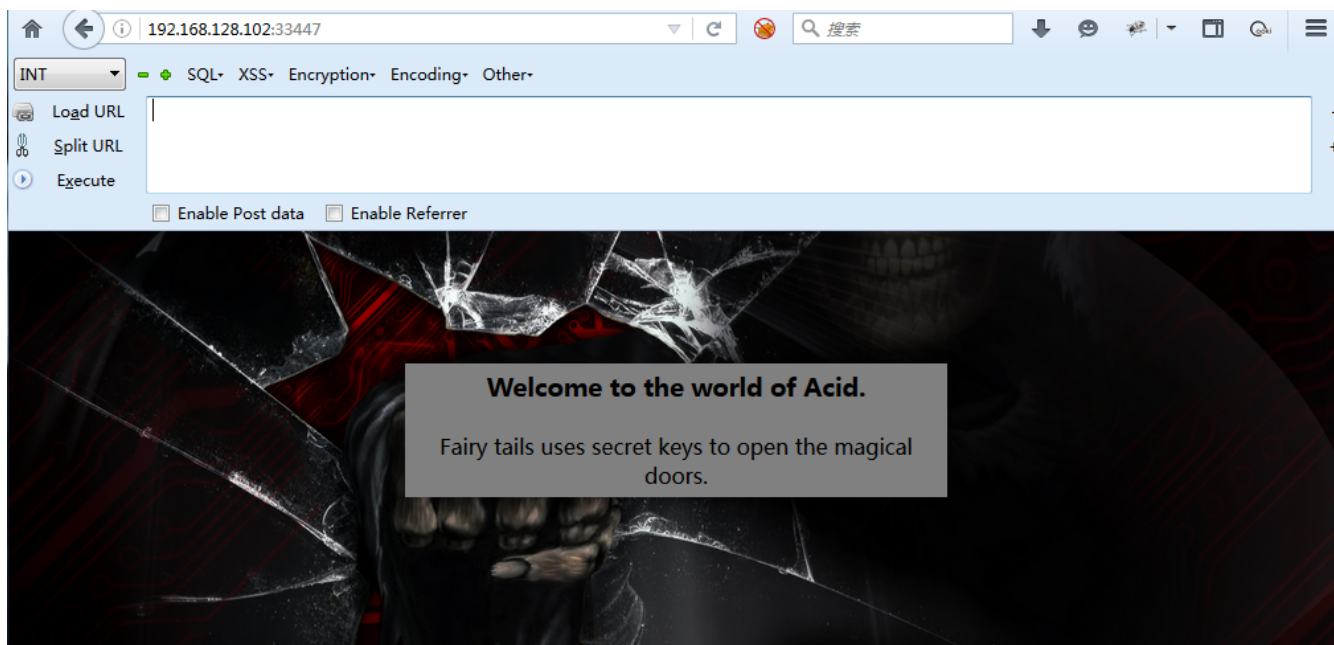 192.168.128.102:33447
搜索
INT
SQL▾ XSS▾ Encryption▾ Encoding▾ Other▾
Load URL
Split URL
Execute
Enable Post data Enable Referrer
Welcome to the world of Acid.
Fairy tails uses secret keys to open the magical
doors.